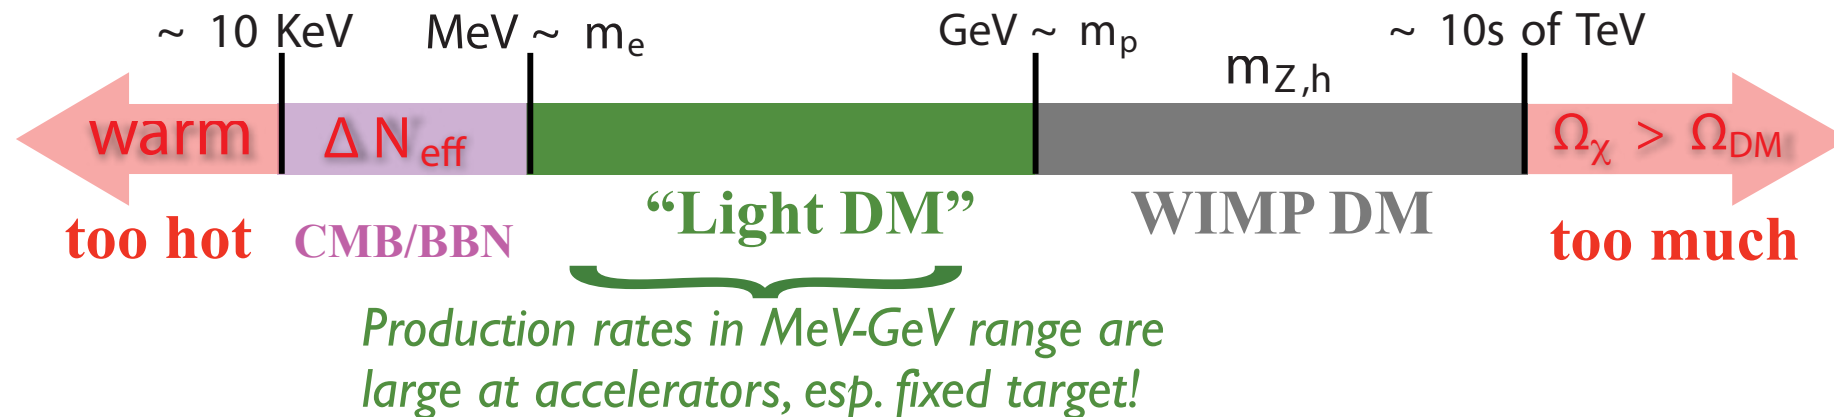 ~ 10 KeV MeV ~ mₑ GeV ~ mₚ ~ 10s of TeV
m_Z,h
warm Δ N_eff Ω_χ > Ω_DM
too hot CMB/BBN “Light DM” WIMP DM too much
Production rates in MeV-GeV range are
large at accelerators, esp. fixed target!